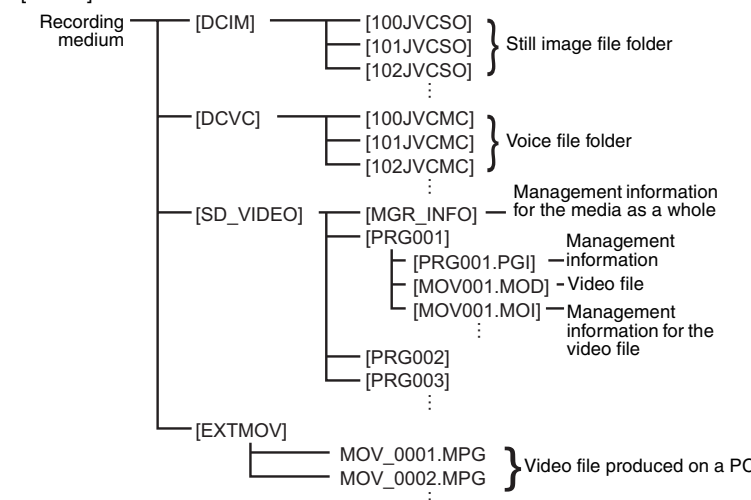 Recording medium
[DCIM]
[100JVCSO]
[101JVCSO]
[102JVCSO]
Still image file folder
[DCVC]
[100JVCMC]
[101JVCMC]
[102JVCMC]
Voice file folder
[SD_VIDEO]
[MGR_INFO]
Management information
for the media as a whole
[PRG001]
[PRG001.PGI]
Management
information
[MOV001.MOD]
Video file
[MOV001.MOI]
Management
information for the
video file
[PRG002]
[PRG003]
[EXTMOV]
MOV_0001.MPG
MOV_0002.MPG
Video file produced on a PC